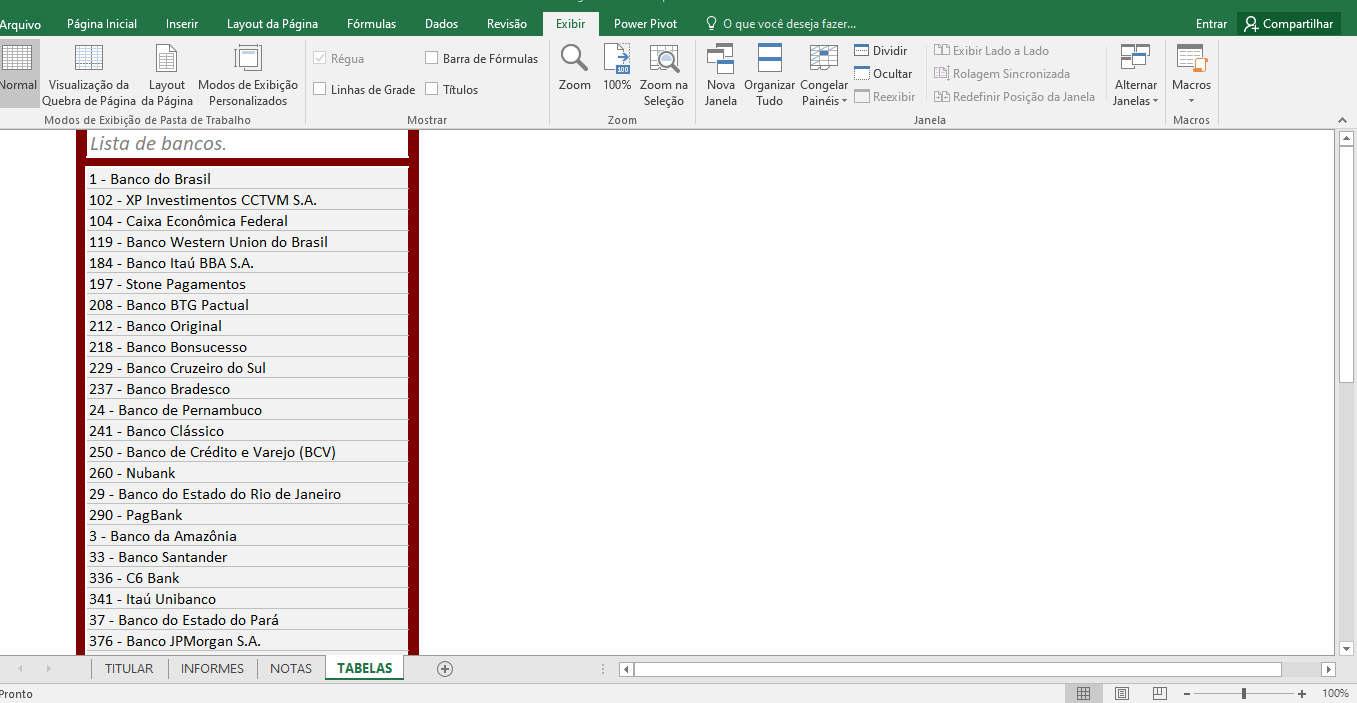 Arquivo Página Inicial Inserir Layout da Página Fórmulas Dados Revisão Exibir Power Pivot O que você deseja fazer... Entrar Compartilhar
Normal
Visualização da Quebra de Página
Layout da Página
Modos de Exibição Personalizados
Modos de Exibição de Pasta de Trabalho
Régua
Barra de Fórmulas
Linhas de Grade
Títulos
Mostrar
Zoom
100
100%
Zoom na Seleção
Zoom
Nova Janela
Organizar Tudo
Congelar Painéis
Dividir
Ocultar
Reexibir
Exibir Lado a Lado
Rolagem Sincronizada
Redefinir Posição da Janela
Alternar Janelas
Janela
Macros
Macros
Lista de bancos.
1 - Banco do Brasil
102 - XP Investimentos CCTVM S.A.
104 - Caixa Econômica Federal
119 - Banco Western Union do Brasil
184 - Banco Itaú BBA S.A.
197 - Stone Pagamentos
208 - Banco BTG Pactual
212 - Banco Original
218 - Banco Bonsucesso
229 - Banco Cruzeiro do Sul
237 - Banco Bradesco
24 - Banco de Pernambuco
241 - Banco Clássico
250 - Banco de Crédito e Varejo (BCV)
260 - Nubank
29 - Banco do Estado do Rio de Janeiro
290 - PagBank
3 - Banco da Amazônia
33 - Banco Santander
336 - C6 Bank
341 - Itaú Unibanco
37 - Banco do Estado do Pará
376 - Banco JPMorgan S.A.
TITULAR INFORMES NOTAS TABELAS
Pronto
100%